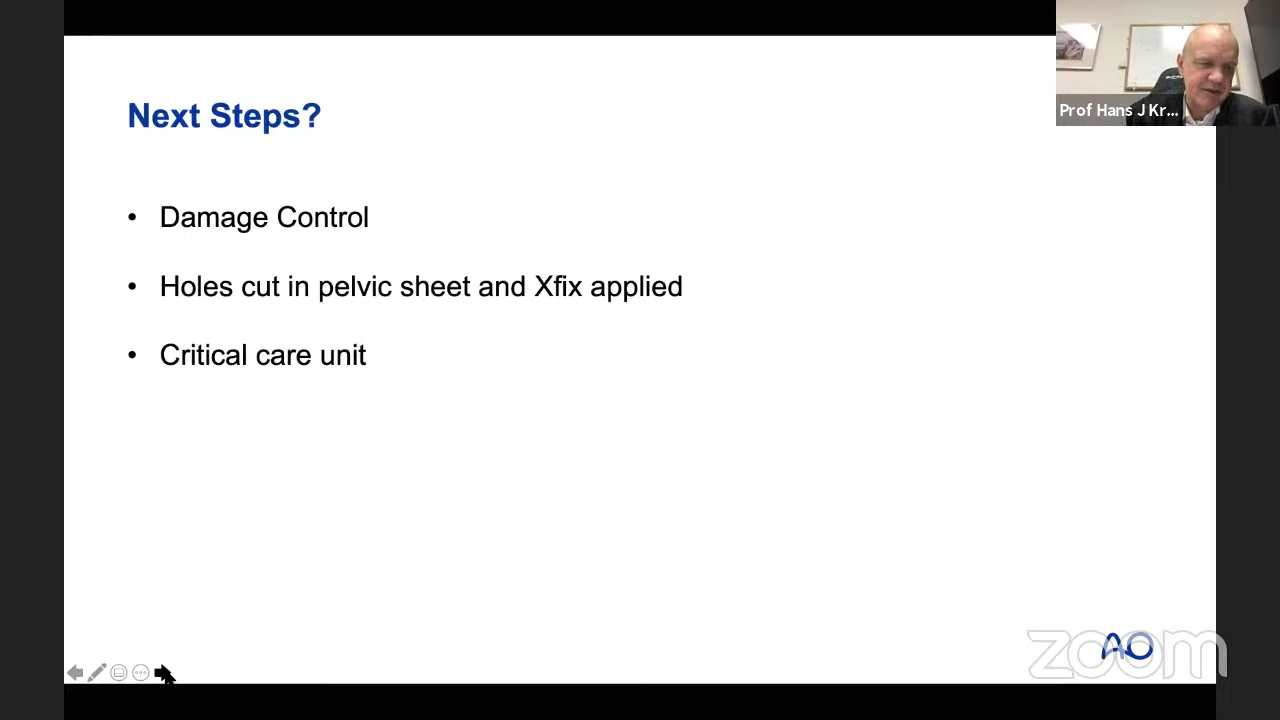 Next Steps?
Prof Hans J Kr...
• Damage Control
• Holes cut in pelvic sheet and Xfix applied
• Critical care unit
AO
zoom